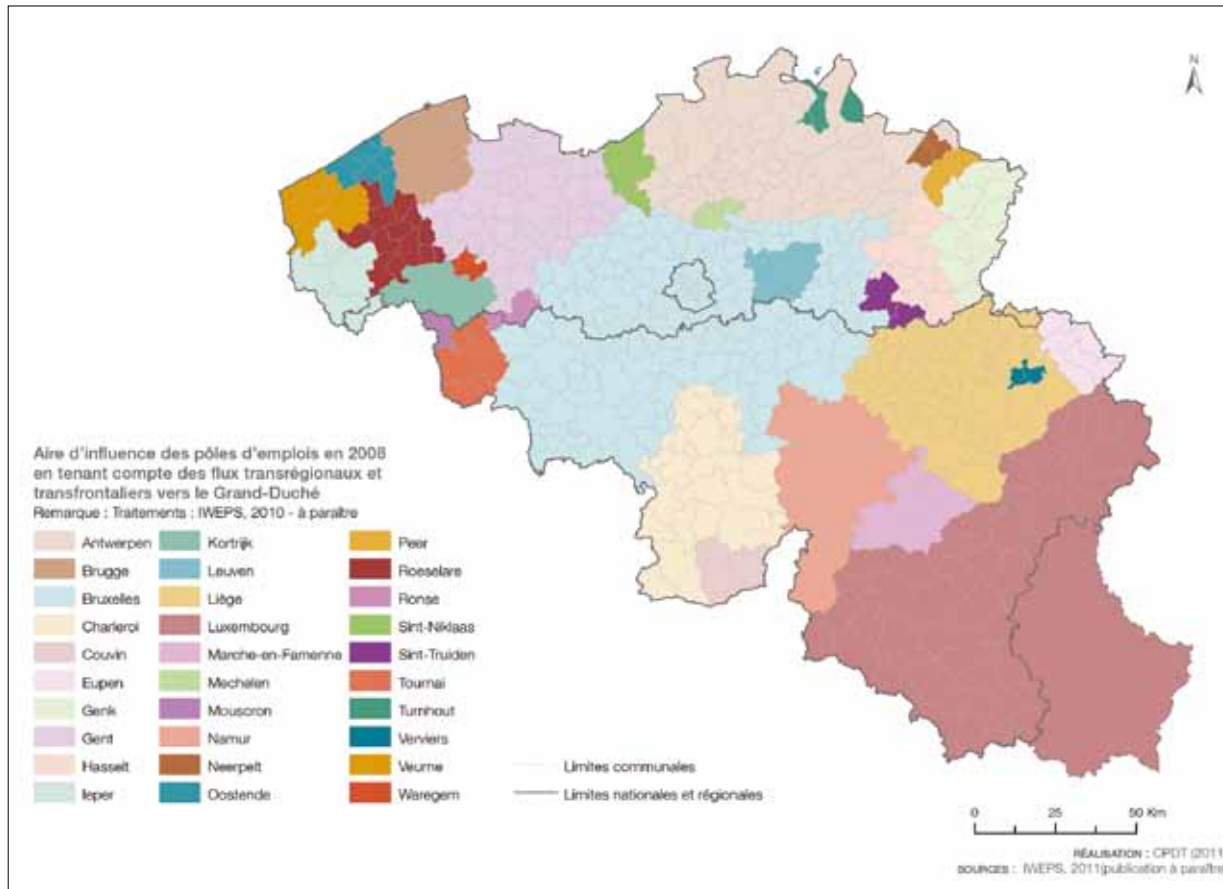 N
Aire d'influence des pôles d'emplois en 2008
en tenant compte des flux transrégionaux et
transfrontaliers vers le Grand-Duché
Remarque : Traitements : IWEPS, 2010 - à paraître
Antwerpen
Brugge
Bruxelles
Charleroi
Couvin
Eupen
Genk
Gent
Hasselt
Ieper
Kortrijk
Leuven
Liège
Luxembourg
Marche-en-Famenne
Mechelen
Mouscron
Namur
Neerpelt
Oostende
Peer
Roeselare
Ronse
Sint-Niklaas
Sint-Truiden
Tournai
Turnhout
Verviers
Veurne
Waregem
Limites communales
Limites nationales et régionales
0 25 50 Km
RÉALISATION : CPDT (2011
SOURCES : IWEPS, 2011(publication à paraître